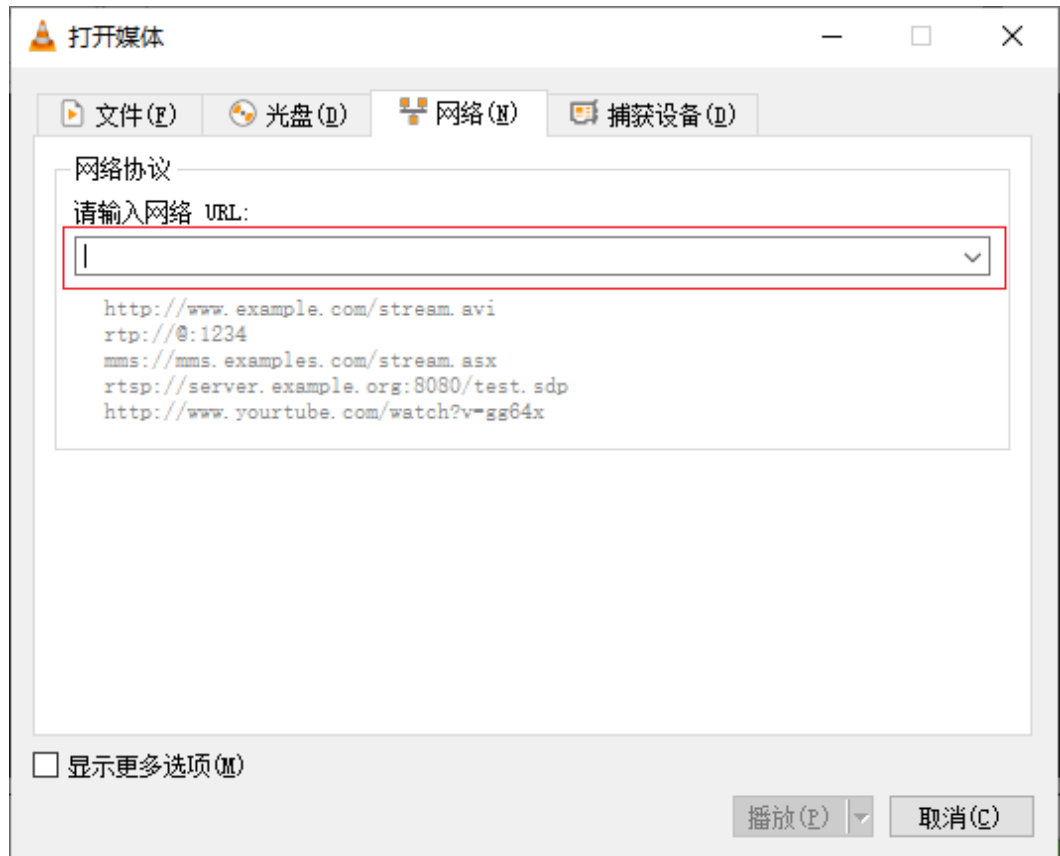 打开媒体
文件(F) 光盘(D) 网络(N) 捕获设备(D)
网络协议
请输入网络 URL:
http://www.example.com/stream.avi
rtp://@:1234
mms://mms.examples.com/stream.asx
rtsp://server.example.org:8080/test.sdp
http://www.yourtube.com/watch?v=gg64x
显示更多选项(M)
播放(P) 取消(C)